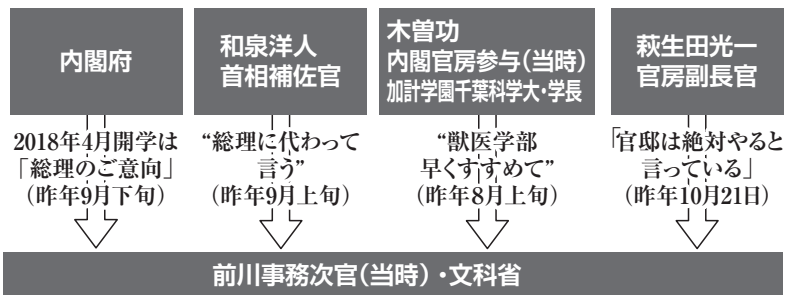 内閣府
和泉洋人
首相補佐官
木曽功
内閣官房参与(当時)
加計学園千葉科学大・学長
萩生田光一
官房副長官
2018年4月開学は
「総理のご意向」
(昨年9月下旬)
“総理に代わって
言う”
(昨年9月上旬)
“獣医学部
早くすすめて”
(昨年8月上旬)
「官邸は絶対やると
言っている」
(昨年10月21日)
前川事務次官(当時)・文科省